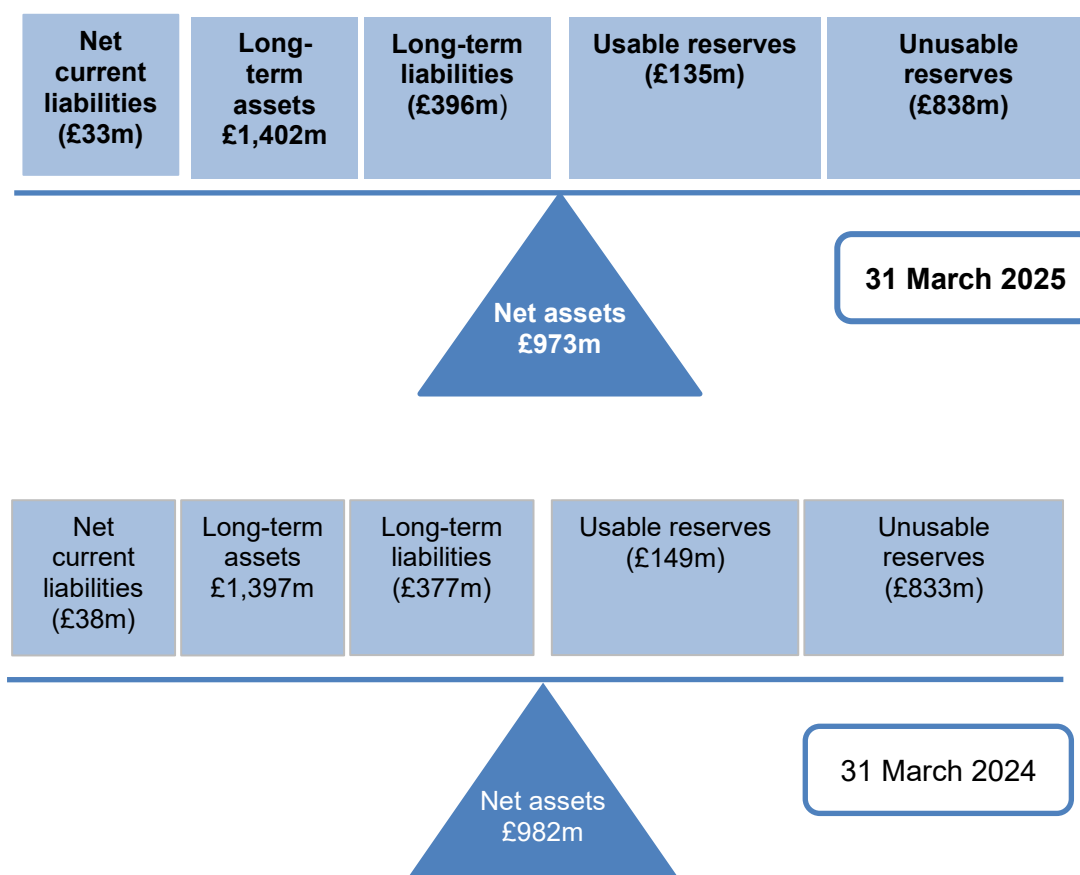 Net
current
liabilities
(£33m)
Long-
term
assets
£1,402m
Long-term
liabilities
(£396m)
Usable reserves
(£135m)
Unusable
reserves
(£838m)
Net assets
£973m
31 March 2025
Net
current
liabilities
(£38m)
Long-term
assets
£1,397m
Long-term
liabilities
(£377m)
Usable reserves
(£149m)
Unusable
reserves
(£833m)
Net assets
£982m
31 March 2024